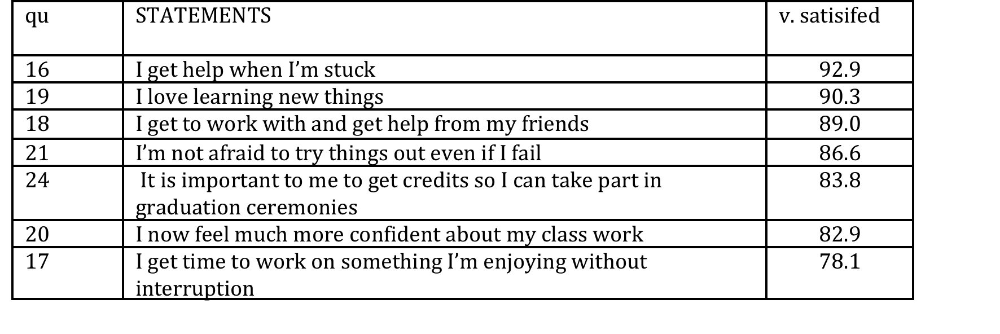 qu STATEMENTS v. satisifed
16 I get help when I’m stuck 92.9
19 I love learning new things 90.3
18 I get to work with and get help from my friends 89.0
21 I’m not afraid to try things out even if I fail 86.6
24 It is important to me to get credits so I can take part in 83.8
graduation ceremonies
20 I now feel much more confident about my class work 82.9
17 I get time to work on something I’m enjoying without 78.1
interruption